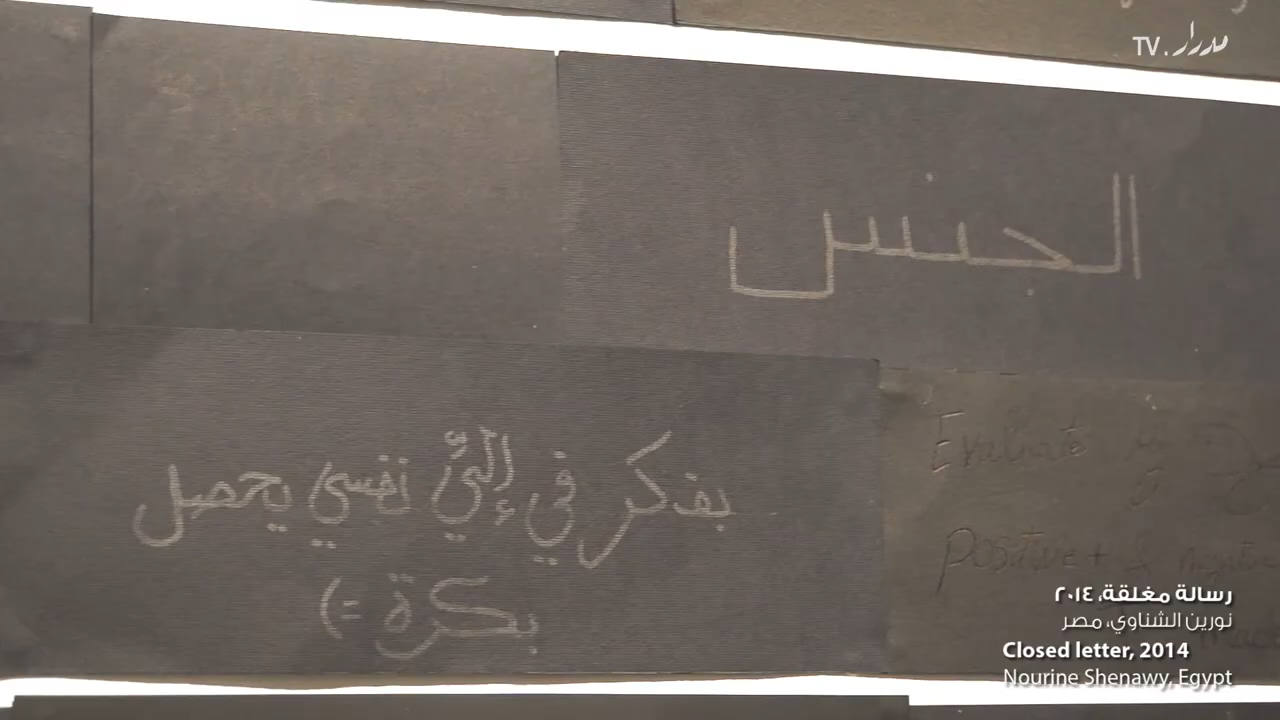 مدرار.TV
الجنس
بفكر في إللي نفسي يحصل
بكرة =)
Evaluate
Positive + & negative
رسالة مغلقة، ٢٠١٤
نورين الشناوي، مصر
Closed letter, 2014
Nourine Shenawy, Egypt